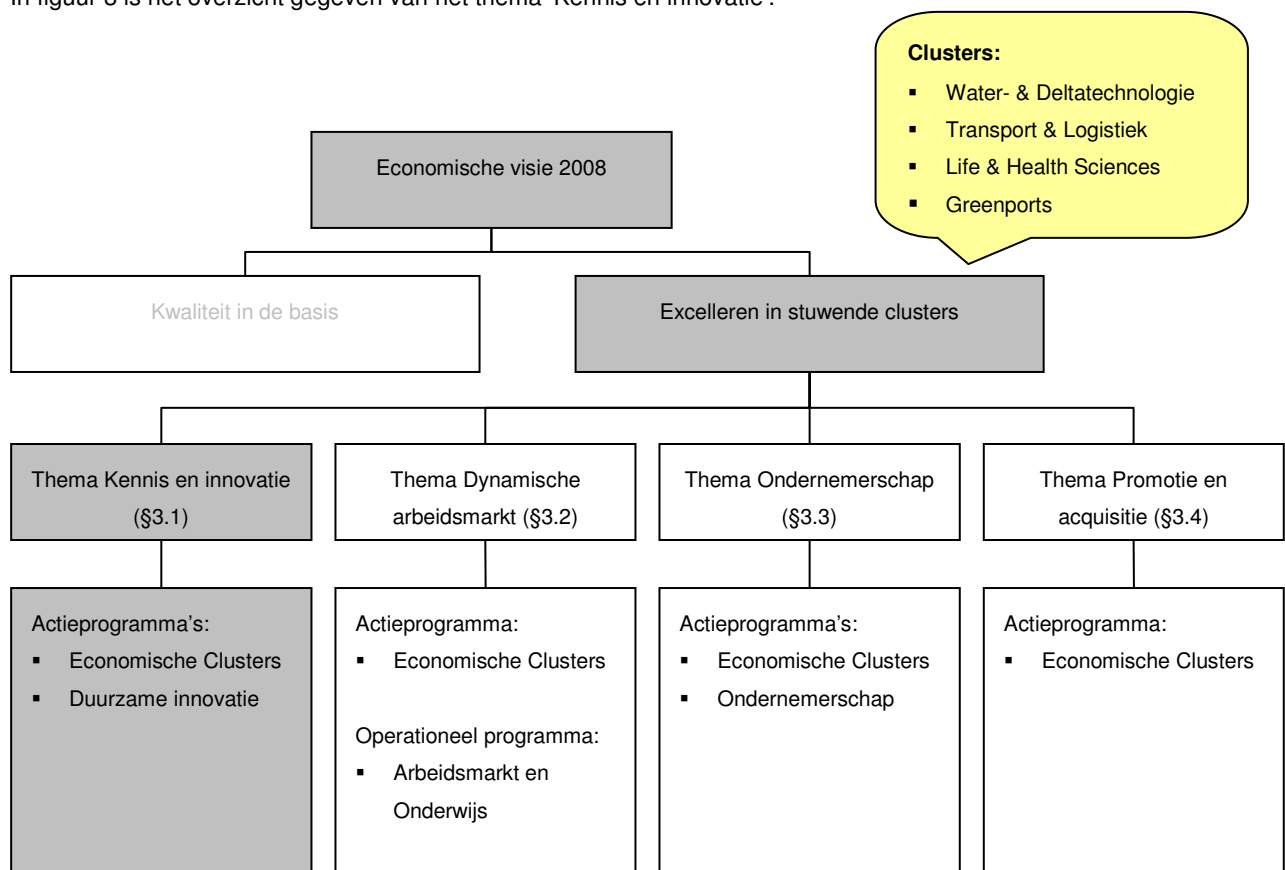 In figuur is het overzicht gegeven van het thema 'Kennis en innovatie'.
Clusters:
▪ Water- & Deltatechnologie
▪ Transport & Logistiek
▪ Life & Health Sciences
▪ Greenports
Economische visie 2008
Kwaliteit in de basis
Excelleren in stuwende clusters
Thema Kennis en innovatie
(§3.1)
Thema Dynamische
arbeidsmarkt (§3.2)
Thema Ondernemerschap
(§3.3)
Thema Promotie en
acquisitie (§3.4)
Actieprogramma's:
▪ Economische Clusters
▪ Duurzame innovatie
Actieprogramma:
▪ Economische Clusters
Operationeel programma:
▪ Arbeidsmarkt en
Onderwijs
Actieprogramma's:
▪ Economische Clusters
▪ Ondernemerschap
Actieprogramma:
▪ Economische Clusters